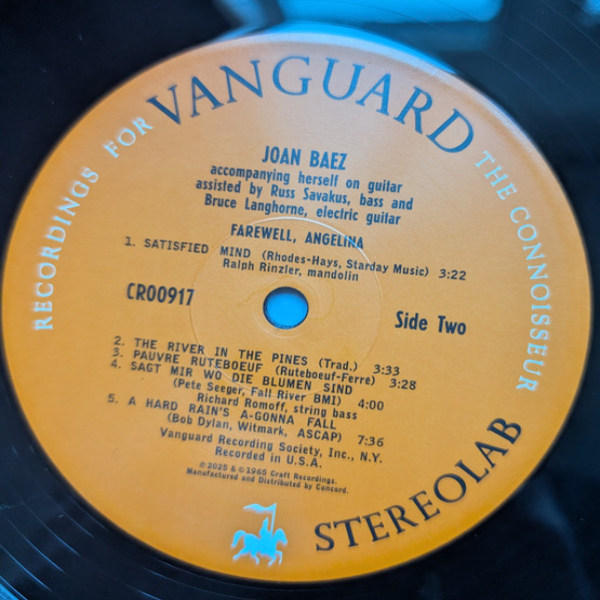 RECORDINGS FOR VANGUARD THE CONNOISSEUR
JOAN BAEZ
accompanying herself on guitar
assisted by Russ Savakus, bass and
Bruce Langhorne, electric guitar
FAREWELL, ANGELINA
1. SATISFIED MIND (Rhodes-Hays, Starday Music) 3:22
Ralph Rinzler, mandolin
CR00917
Side Two
2. THE RIVER IN THE PINES (Trad.) 3:33
3. PAUVRE RUTEBOEUF (Ruteboeuf-Ferre) 3:28
4. SAGT MIR WO DIE BLUMEN SIND
(Pete Seeger, Fall River BMI) 4:00
Richard Romoff, string bass
5. A HARD RAIN'S A-GONNA FALL
(Bob Dylan, Witmark, ASCAP) 7:36
Vanguard Recording Society, Inc., N.Y.
Recorded in U.S.A.
©2025 & ℗1965 Craft Recordings.
Manufactured and Distributed by Concord.
STEREOLAB